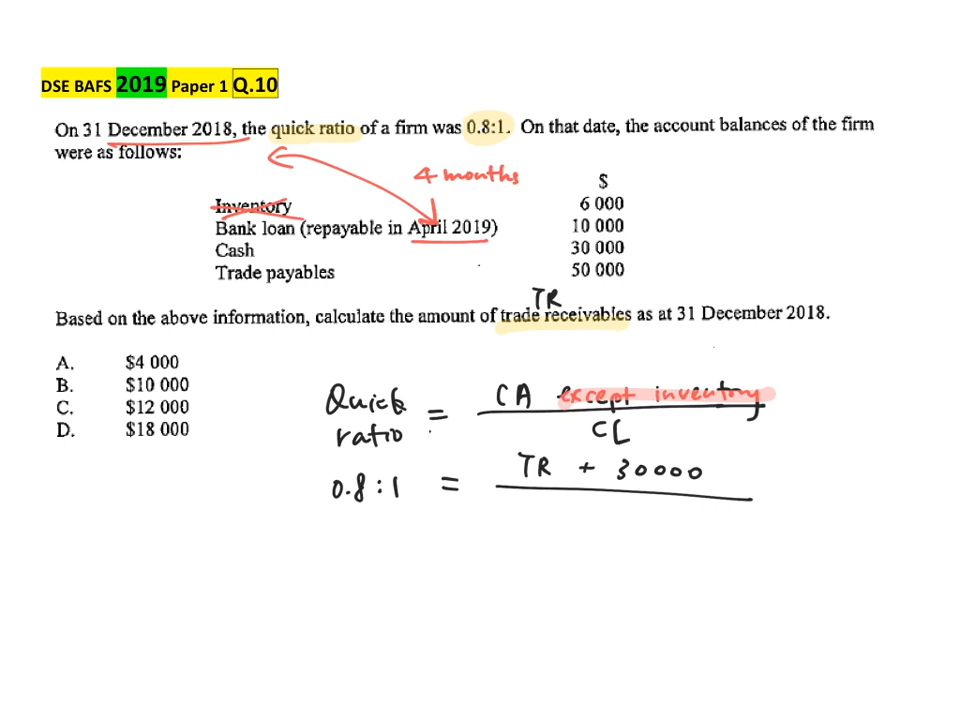 DSE BAFS 2019 Paper 1 Q.10
On 31 December 2018, the quick ratio of a firm was 0.8:1. On that date, the account balances of the firm
were as follows:
4 months
$
Inventory 6 000
Bank loan (repayable in April 2019) 10 000
Cash 30 000
Trade payables 50 000
TR
Based on the above information, calculate the amount of trade receivables as at 31 December 2018.
A. $4 000
B. $10 000
C. $12 000
D. $18 000
Quick ratio = CA except inventory
CL
0.8 : 1 = TR + 30000